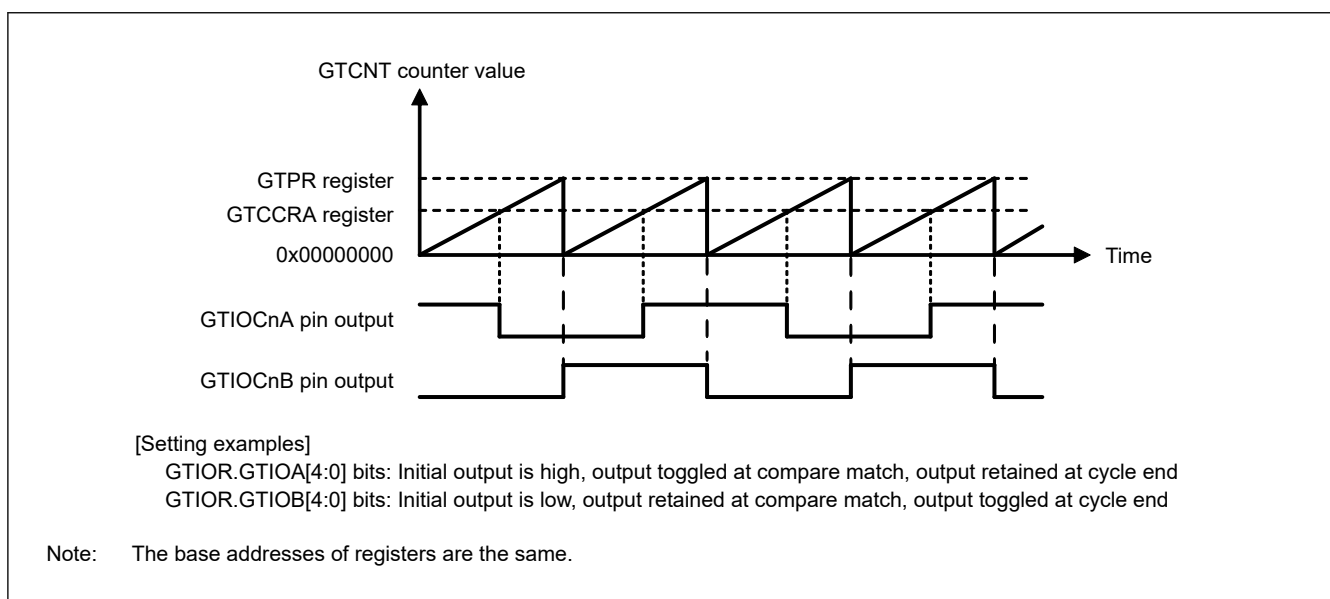 GTCNT counter value
GTPR register
GTCCRA register
0x00000000
Time
GTIOCnA pin output
GTIOCnB pin output
[Setting examples]
GTIOR.GTIOA[4:0] bits: Initial output is high, output toggled at compare match, output retained at cycle end
GTIOR.GTIOB[4:0] bits: Initial output is low, output retained at compare match, output toggled at cycle end
Note: The base addresses of registers are the same.